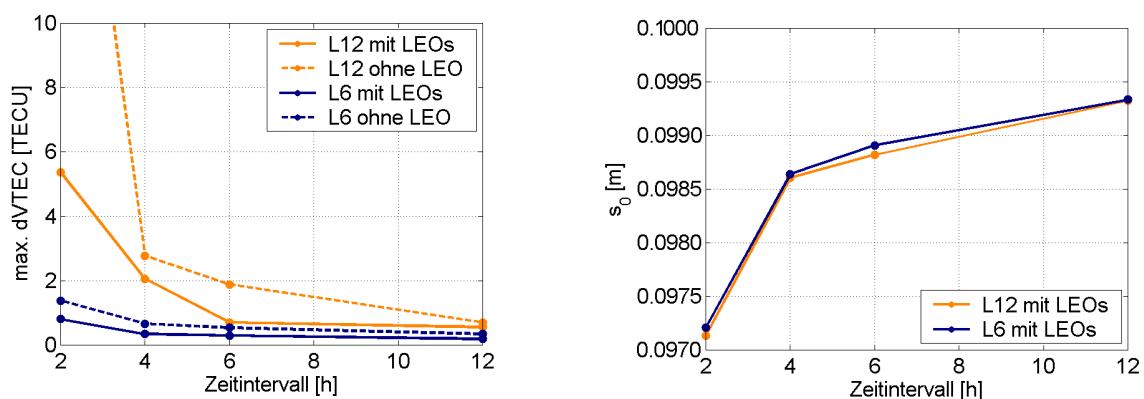 10
8
6
4
2
0
max. dVTEC [TECU]
2 4 6 8 10 12
Zeitintervall [h]
L12 mit LEOs
L12 ohne LEO
L6 mit LEOs
L6 ohne LEO
0.1000
0.0995
0.0990
0.0985
0.0980
0.0975
0.0970
s₀ [m]
2 4 6 8 10 12
Zeitintervall [h]
L12 mit LEOs
L6 mit LEOs